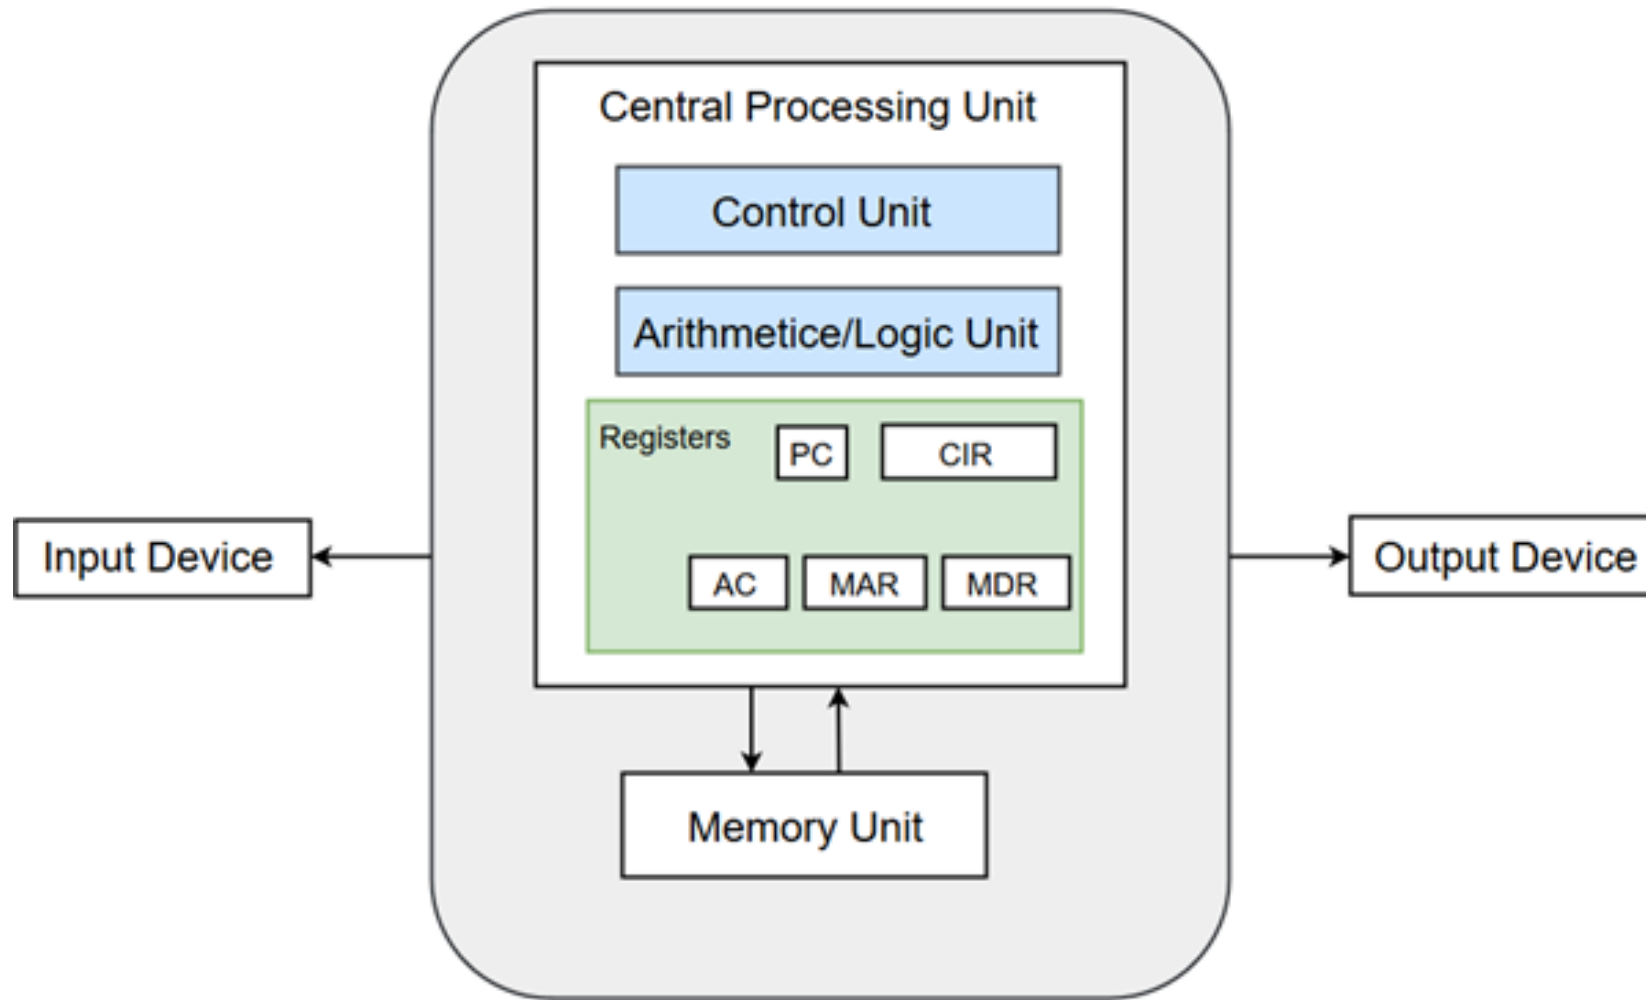 Central Processing Unit
Control Unit
Arithmetice/Logic Unit
Registers
PC
CIR
AC
MAR
MDR
Input Device
Output Device
Memory Unit